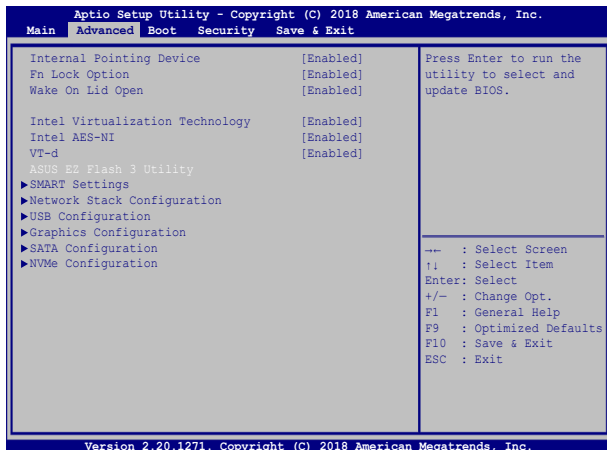 Aptio Setup Utility - Copyright (C) 2018 American Megatrends, Inc.
Main Advanced Boot Security Save & Exit
Internal Pointing Device [Enabled]
Fn Lock Option [Enabled]
Wake On Lid Open [Enabled]
Intel Virtualization Technology [Enabled]
Intel AES-NI [Enabled]
VT-d [Enabled]
ASUS EZ Flash 3 Utility
▶SMART Settings
▶Network Stack Configuration
▶USB Configuration
▶Graphics Configuration
▶SATA Configuration
▶NVMe Configuration
Press Enter to run the
utility to select and
update BIOS.
→← : Select Screen
↑↓ : Select Item
Enter: Select
+/— : Change Opt.
F1 : General Help
F9 : Optimized Defaults
F10 : Save & Exit
ESC : Exit
Version 2.20.1271. Copyright (C) 2018 American Megatrends, Inc.